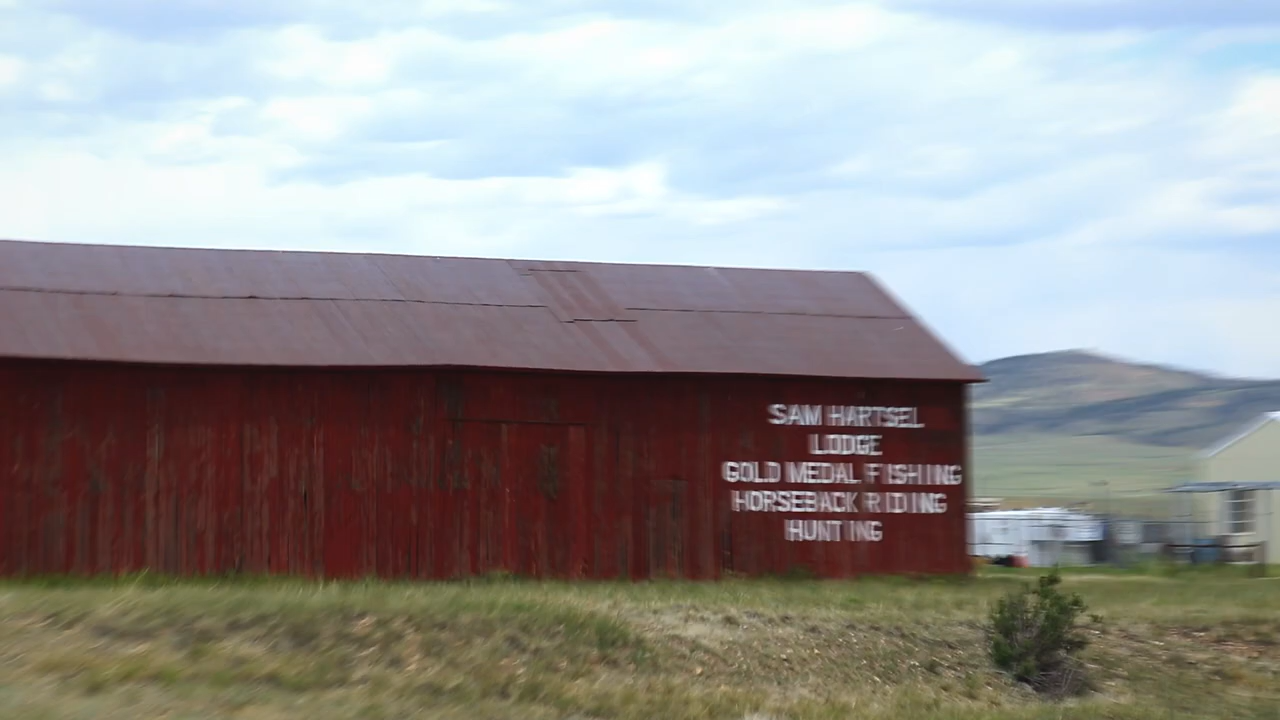 SAM HARTSEL
LODGE
GOLD MEDAL FISHING
HORSEBACK RIDING
HUNTING